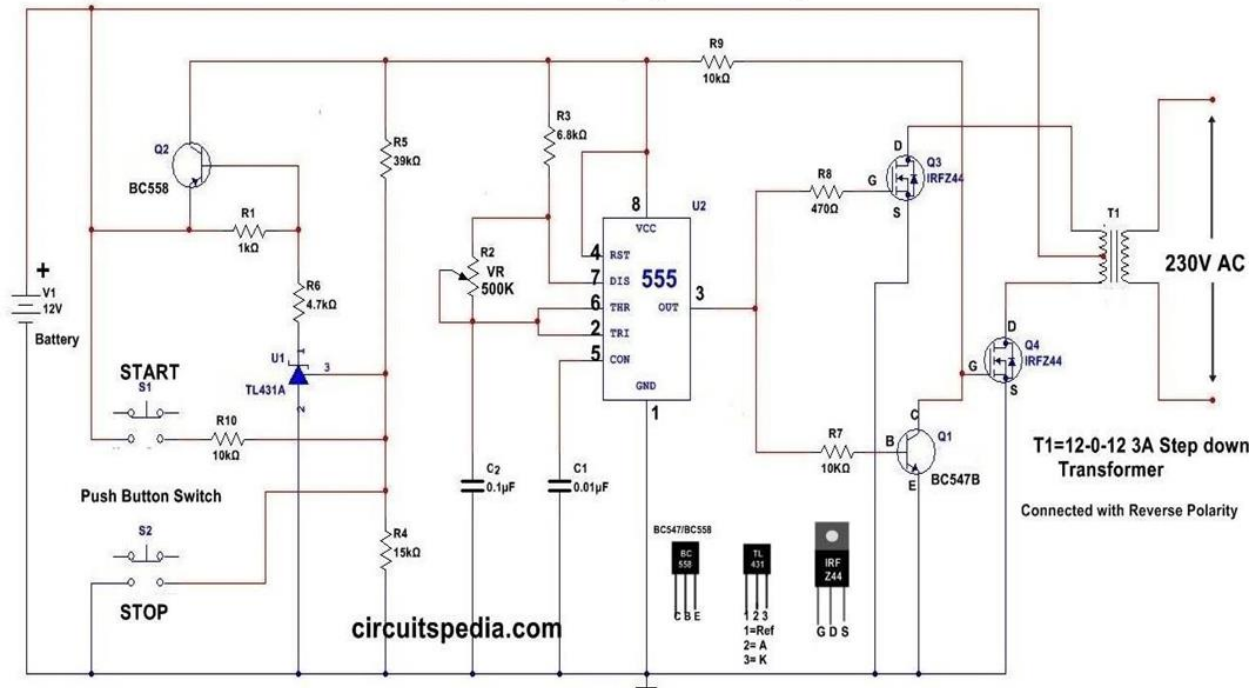 R9
10kΩ
R3
6.8kΩ
R5
39kΩ
Q2
BC558
R1
1kΩ
R6
4.7kΩ
+
V1
12V
Battery
U1
TL431A
1
3
2
START
S1
R10
10kΩ
Push Button Switch
S2
STOP
R4
15kΩ
R2
VR
500K
C2
0.1µF
C1
0.01µF
U2
8
VCC
4
RST
7
DIS
6
THR
2
TRI
5
CON
555
OUT
3
GND
1
R8
470Ω
R7
10KΩ
D
G
S
Q3
IRFZ44
D
G
S
Q4
IRFZ44
C
B
E
Q1
BC547B
T1
230V AC
T1=12-0-12 3A Step down
Transformer
Connected with Reverse Polarity
BC547/BC558
BC
558
C B E
TL
431
1 2 3
1=Ref
2= A
3= K
IRF
Z44
G D S
circuitspedia.com